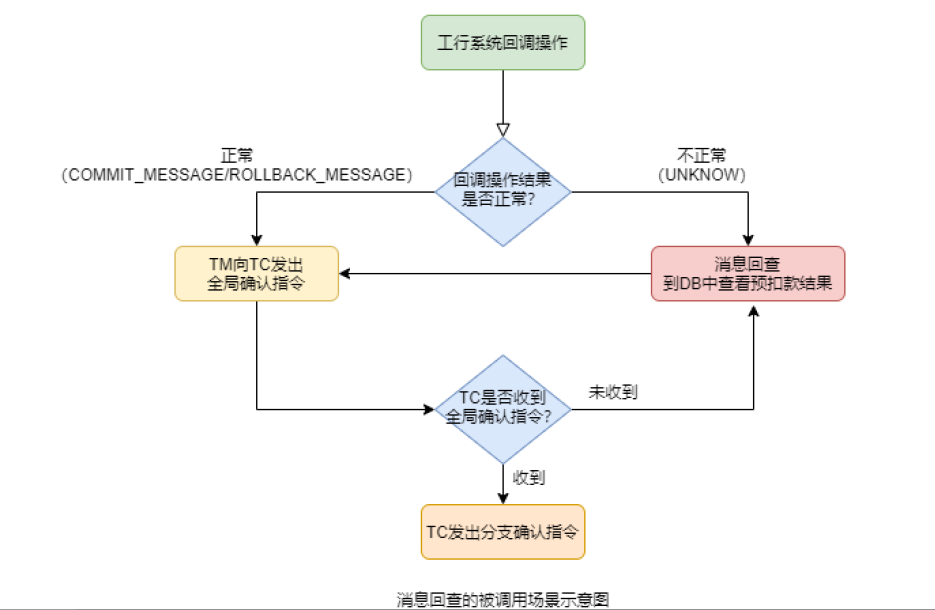 工行系统回调操作
正常
（COMMIT_MESSAGE/ROLLBACK_MESSAGE）
不正常
（UNKNOW）
回调操作结果
是否正常？
TM向TC发出
全局确认指令
消息回查
到DB中查看预扣款结果
TC是否收到
全局确认指令？
未收到
收到
TC发出分支确认指令
消息回查的被调用场景示意图